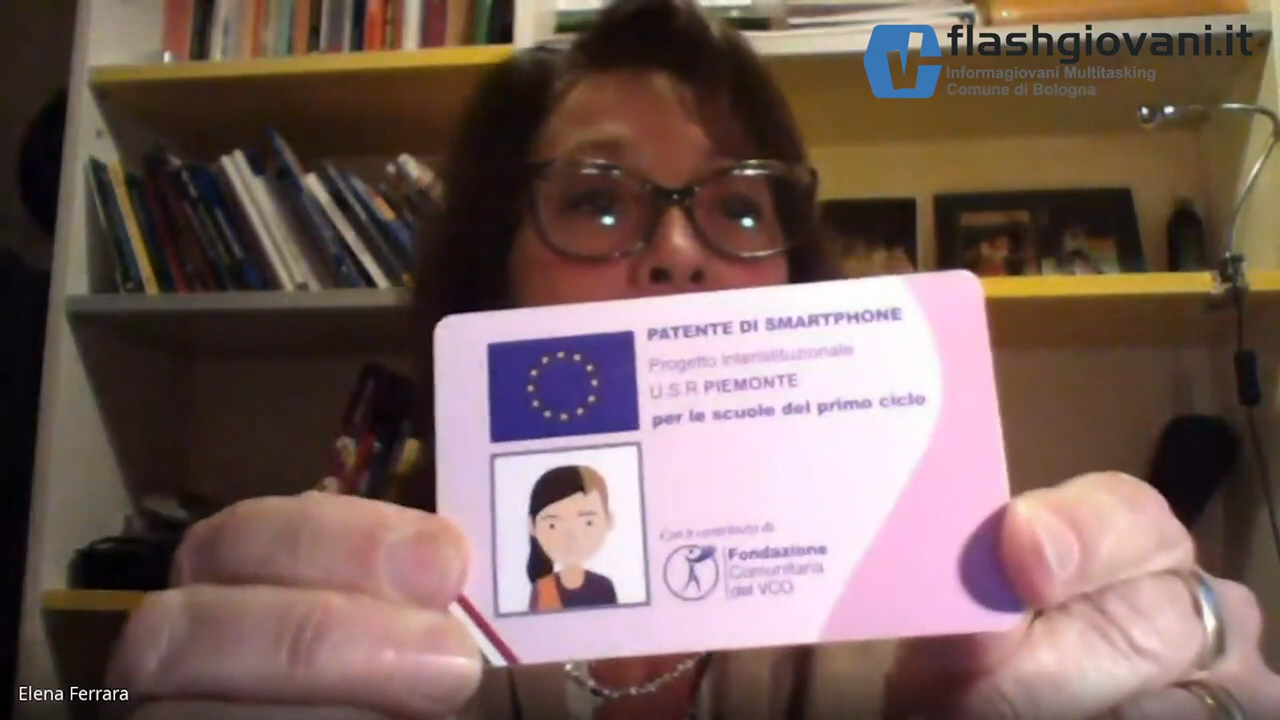 flashgiovani.it
Informagiovani Multitasking
Comune di Bologna
PATENTE DI SMARTPHONE
Progetto interistituzionale
U.S.R PIEMONTE
per le scuole del primo ciclo
Con il contributo di
Fondazione
Comunitaria
del VCO
Elena Ferrara